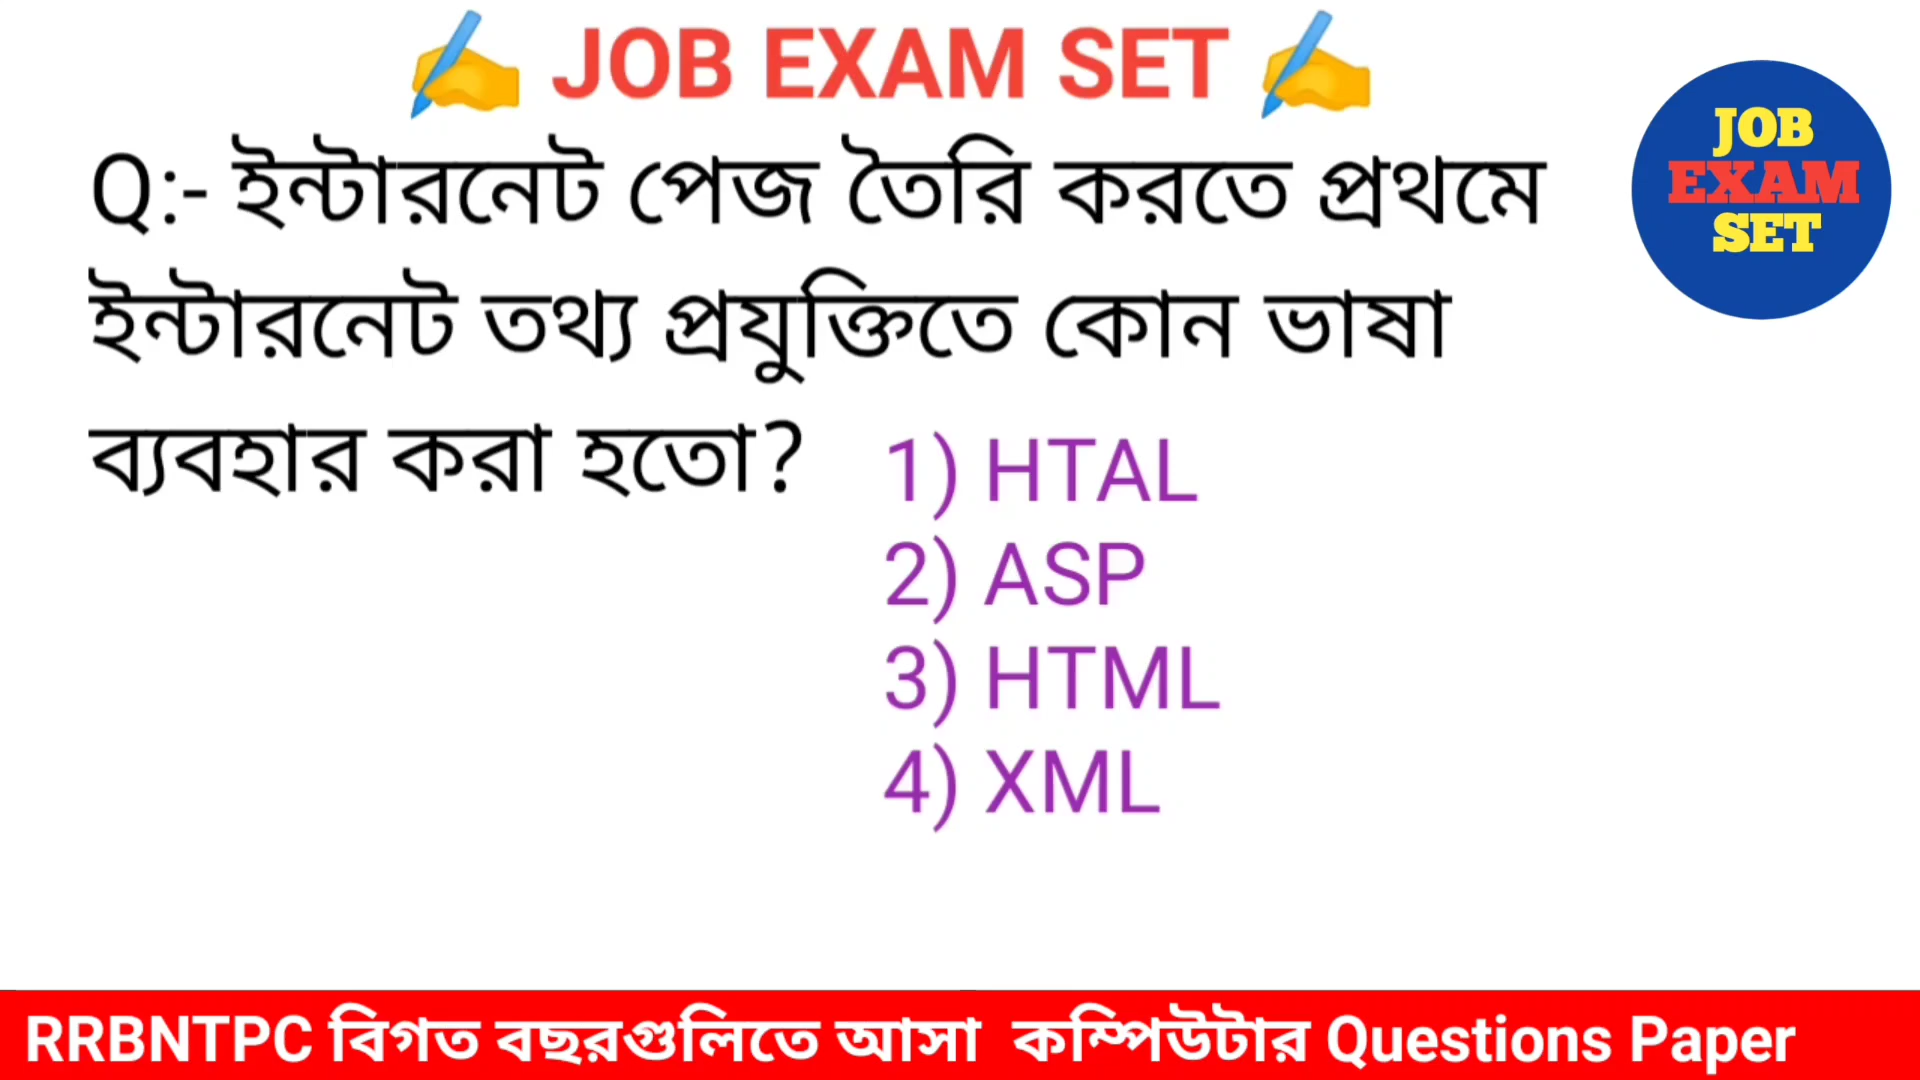 ✍️ JOB EXAM SET ✍️
JOB
EXAM
SET
Q:- ইন্টারনেট পেজ তৈরি করতে প্রথমে
ইন্টারনেট তথ্য প্রযুক্তিতে কোন ভাষা
ব্যবহার করা হতো?
1) HTAL
2) ASP
3) HTML
4) XML
RRBNTPC বিগত বছরগুলিতে আসা কম্পিউটার Questions Paper